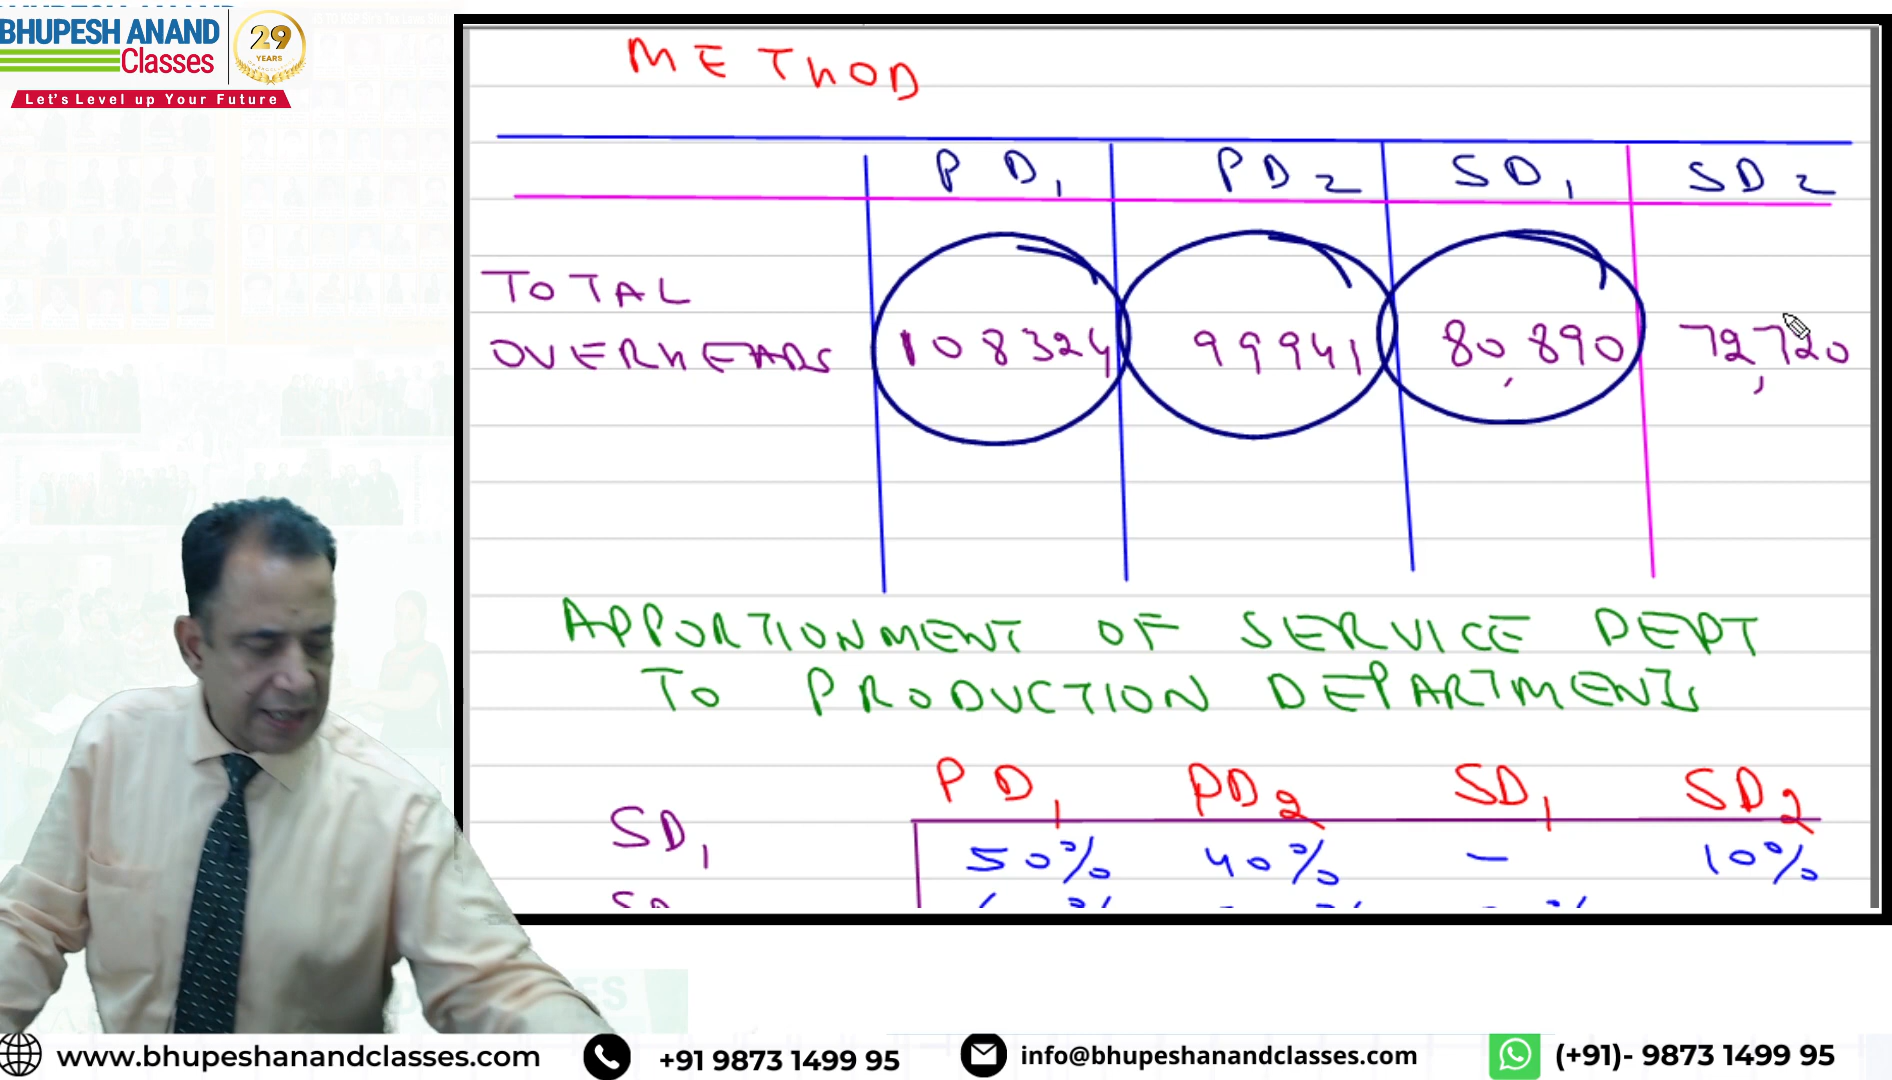 BHUPESH ANAND
Classes
29
YEARS
Let's Level up Your Future
METHOD
PD1 PD2 SD1 SD2
TOTAL
OVERHEADS 108324 99941 80,890 72,720
APPORTIONMENT OF SERVICE DEPT
TO PRODUCTION DEPARTMENTS
PD1 PD2 SD1 SD2
SD1 50% 40% - 10%
www.bhupeshanandclasses.com +91 9873 1499 95 info@bhupeshanandclasses.com (+91)- 9873 1499 95